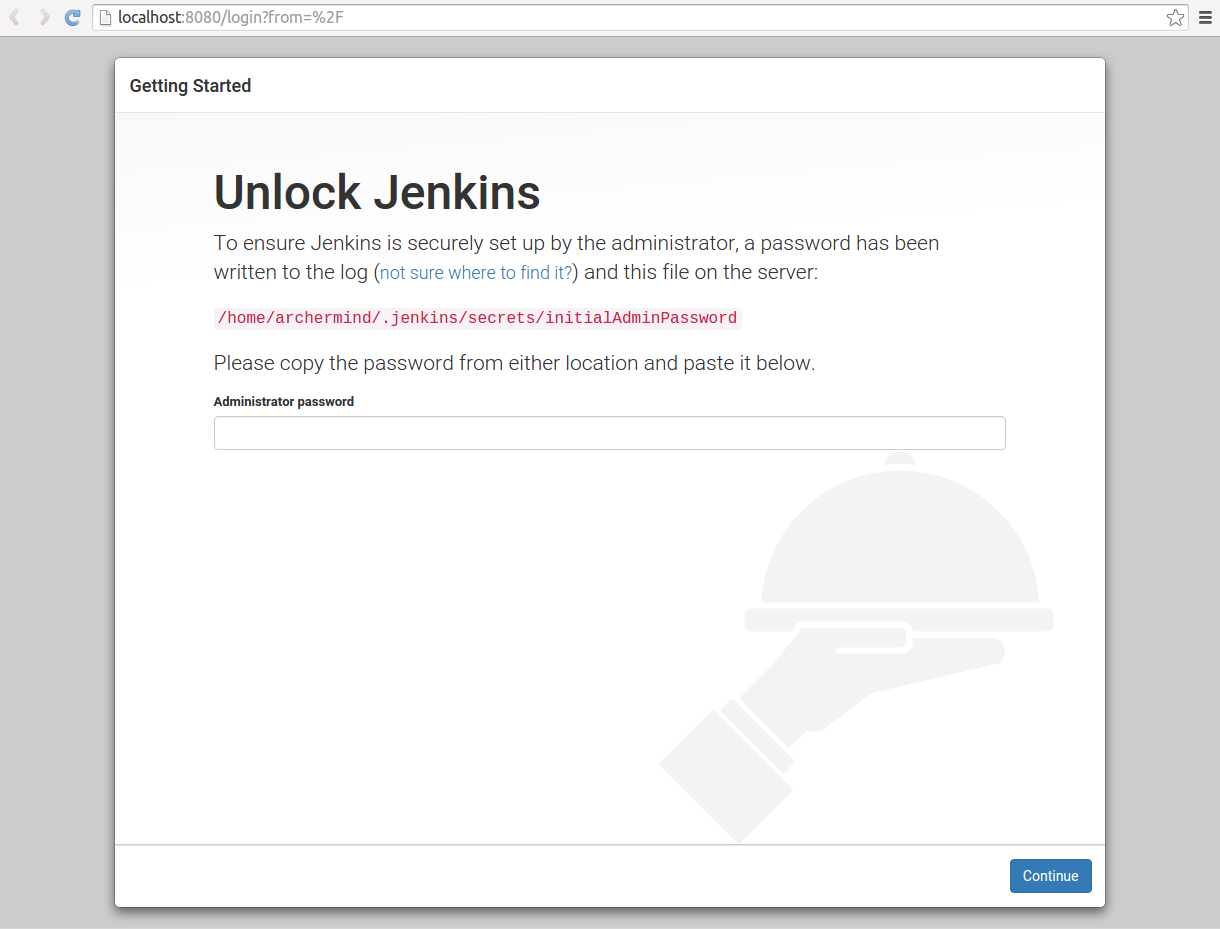 localhost:8080/login?from=%2F
Getting Started
Unlock Jenkins
To ensure Jenkins is securely set up by the administrator, a password has been
written to the log (not sure where to find it?) and this file on the server:
/home/archermind/.jenkins/secrets/initialAdminPassword
Please copy the password from either location and paste it below.
Administrator password
Continue